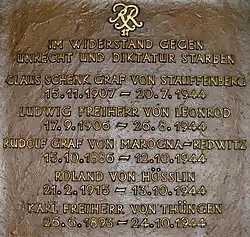 IM WIDERSTAND GEGEN
UNRECHT UND DIKTATUR STARBEN
CLAUS SCHENK GRAF VON STAUFFENBERG
15.11.1907 – 20.7.1944
LUDWIG FREIHERR VON LEONROD
17.9.1906 – 26.8.1944
RUDOLF GRAF VON MAROGNA-REDWITZ
15.10.1886 – 12.10.1944
ROLAND VON HÖSSLIN
21.2.1915 – 13.10.1944
KARL FREIHERR VON THÜNGEN
26.6.1893 – 24.10.1944